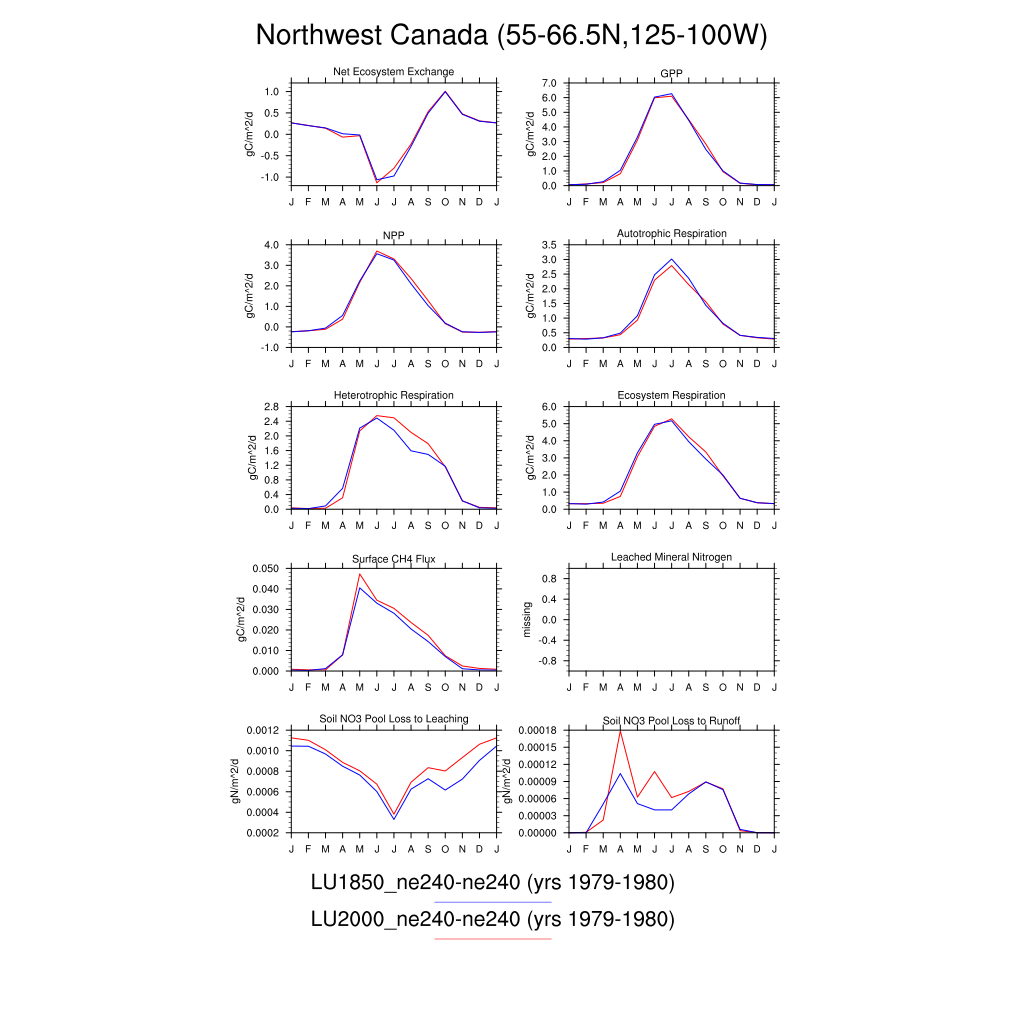 Northwest Canada (55-66.5N,125-100W)
Net Ecosystem Exchange
gC/m^2/d
1.0
0.5
0.0
-0.5
-1.0
J F M A M J J A S O N D J
GPP
gC/m^2/d
7.0
6.0
5.0
4.0
3.0
2.0
1.0
0.0
J F M A M J J A S O N D J
NPP
gC/m^2/d
4.0
3.0
2.0
1.0
0.0
-1.0
J F M A M J J A S O N D J
Autotrophic Respiration
gC/m^2/d
3.5
3.0
2.5
2.0
1.5
1.0
0.5
0.0
J F M A M J J A S O N D J
Heterotrophic Respiration
gC/m^2/d
2.8
2.4
2.0
1.6
1.2
0.8
0.4
0.0
J F M A M J J A S O N D J
Ecosystem Respiration
gC/m^2/d
6.0
5.0
4.0
3.0
2.0
1.0
0.0
J F M A M J J A S O N D J
Surface CH4 Flux
gC/m^2/d
0.050
0.040
0.030
0.020
0.010
0.000
J F M A M J J A S O N D J
Leached Mineral Nitrogen
missing
0.8
0.4
0.0
-0.4
-0.8
J F M A M J J A S O N D J
Soil NO3 Pool Loss to Leaching
gN/m^2/d
0.0012
0.0010
0.0008
0.0006
0.0004
0.0002
J F M A M J J A S O N D J
Soil NO3 Pool Loss to Runoff
gN/m^2/d
0.00018
0.00015
0.00012
0.00009
0.00006
0.00003
0.00000
J F M A M J J A S O N D J
LU1850_ne240-ne240 (yrs 1979-1980)
LU2000_ne240-ne240 (yrs 1979-1980)